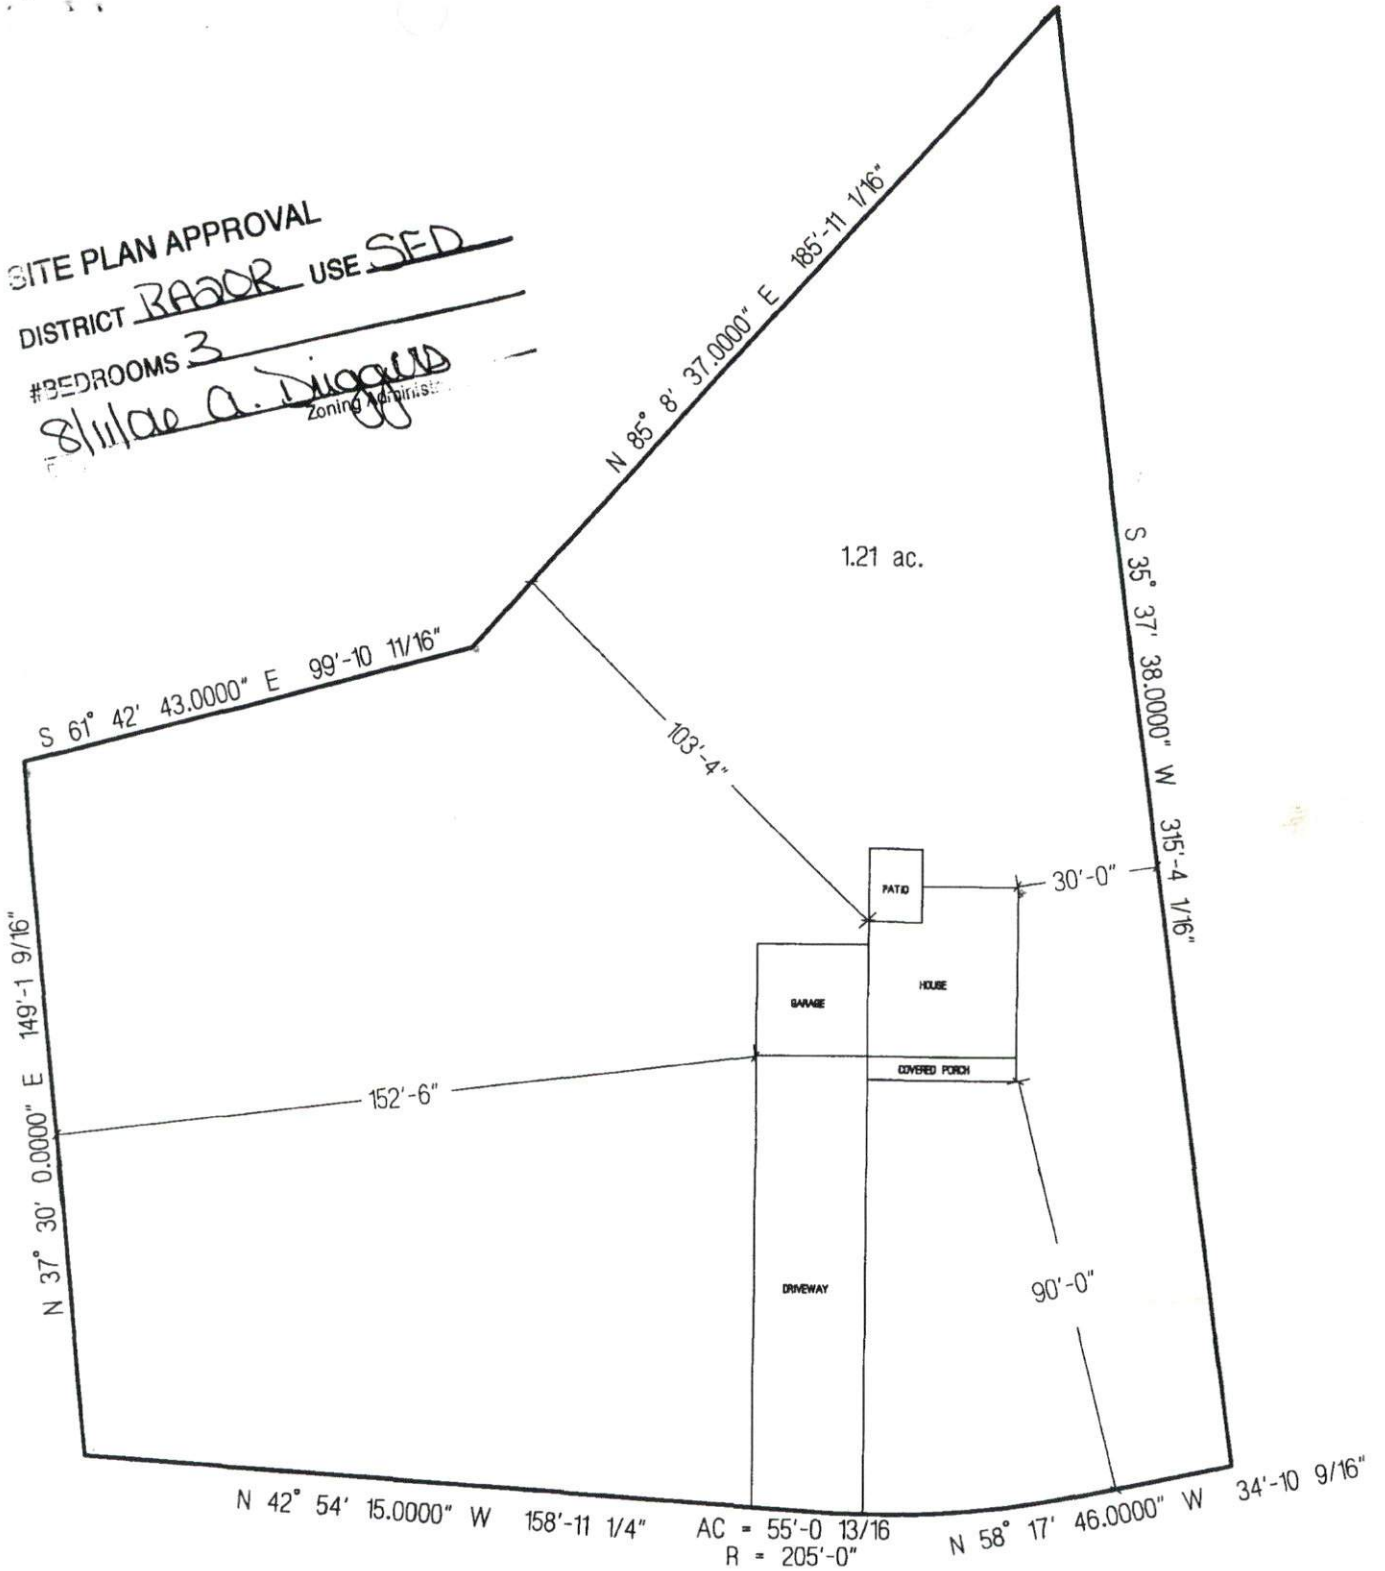 SITE PLAN APPROVAL
DISTRICT RA20R USE SFD
#BEDROOMS 3
8/11/06 A. Duggus
Zoning Administ
N 85° 8' 37.0000" E 185'-11 1/16"
1.21 ac.
S 35° 37' 38.0000" W 315'-4 1/16"
S 61° 42' 43.0000" E 99'-10 11/16"
103'-4"
PATIO
30'-0"
N 37° 30' 0.0000" E 149'-1 9/16"
GARAGE
HOUSE
COVERED PORCH
152'-6"
DRIVEWAY
90'-0"
N 42° 54' 15.0000" W 158'-11 1/4"
AC = 55'-0 13/16
R = 205'-0"
N 58° 17' 46.0000" W 34'-10 9/16"